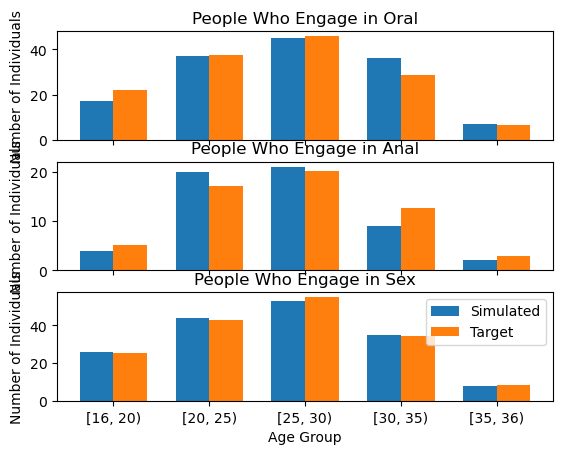 People Who Engage in Oral
Number of Individuals
40
20
0
People Who Engage in Anal
Number of Individuals
20
10
0
People Who Engage in Sex
Number of Individuals
40
20
0
Simulated
Target
[16, 20)
[20, 25)
[25, 30)
[30, 35)
[35, 36)
Age Group